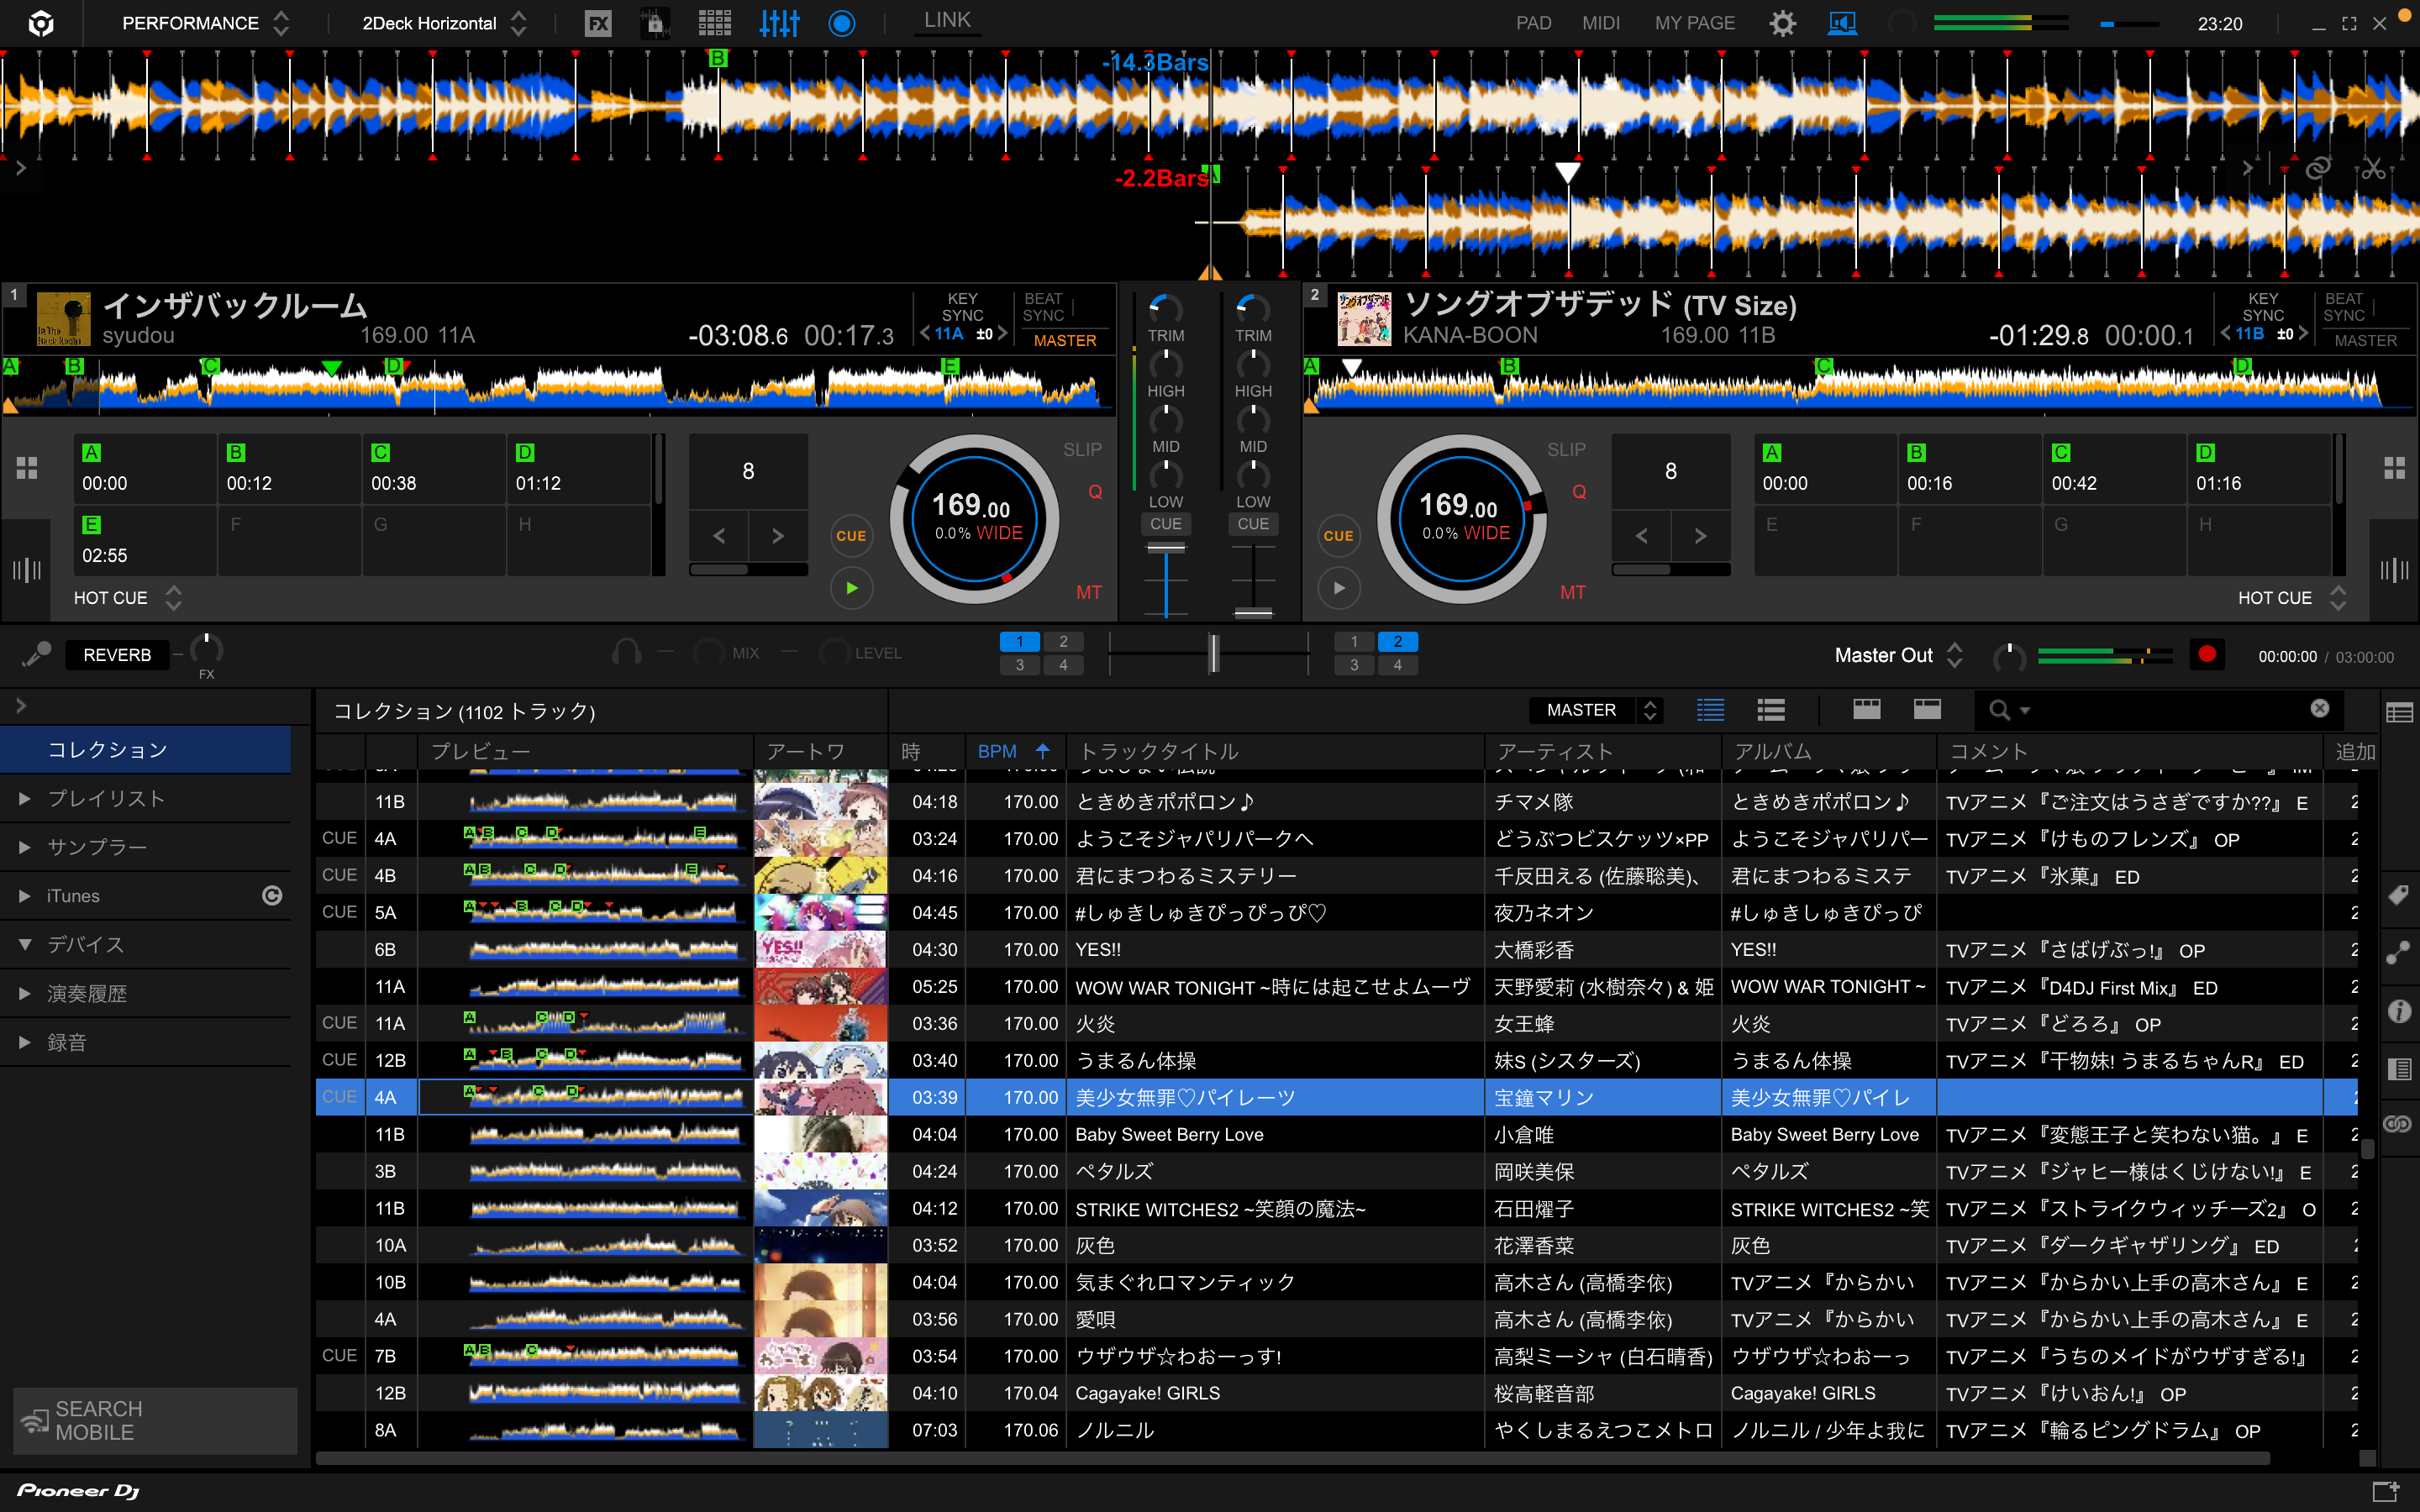 PERFORMANCE 2Deck Horizontal FX LINK PAD MIDI MY PAGE 23:20
B -14.3Bars
-2.2Bars A
1 インザバックルーム
syudou 169.00 11A
-03:08.6 00:17.3
KEY SYNC 11A ±0
BEAT SYNC MASTER
A B C D E
A 00:00 B 00:12 C 00:38 D 01:12
E 02:55 F G H
HOT CUE
8
CUE
169.00
0.0% WIDE
SLIP
Q
MT
TRIM TRIM
HIGH HIGH
MID MID
LOW LOW
CUE CUE
2 ソングオブザデッド (TV Size)
KANA-BOON 169.00 11B
-01:29.8 00:00.1
KEY SYNC 11B ±0
BEAT SYNC MASTER
A B C D
CUE
169.00
0.0% WIDE
SLIP
Q
MT
8
A 00:00 B 00:16 C 00:42 D 01:16
E F G H
HOT CUE
REVERB FX MIX LEVEL 1 2 3 4 1 2 3 4 Master Out 00:00:00 / 03:00:00
コレクション
プレイリスト
サンプラー
iTunes
デバイス
演奏履歴
録音
SEARCH
MOBILE
コレクション (1102 トラック) MASTER
プレビュー アートワ 時 BPM トラックタイトル アーティスト アルバム コメント 追加
11B 04:18 170.00 ときめきポポロン♪ チマメ隊 ときめきポポロン♪ TVアニメ『ご注文はうさぎですか??』 E 2
CUE 4A A B C D E 03:24 170.00 ようこそジャパリパークへ どうぶつビスケッツ×PP ようこそジャパリパー TVアニメ『けものフレンズ』 OP 2
CUE 4B A B C D E 04:16 170.00 君にまつわるミステリー 千反田える (佐藤聡美)、 君にまつわるミステ TVアニメ『氷菓』 ED 2
CUE 5A A B C D 04:45 170.00 #しゅきしゅきぴっぴっぴ♡ 夜乃ネオン #しゅきしゅきぴっぴ 2
6B YES!! 04:30 170.00 YES!! 大橋彩香 YES!! TVアニメ『さばげぶっ!』 OP 2
11A 05:25 170.00 WOW WAR TONIGHT ~時には起こせよムーヴ 天野愛莉 (水樹奈々) & 姫 WOW WAR TONIGHT ~ TVアニメ『D4DJ First Mix』 ED 2
CUE 11A A C D 03:36 170.00 火炎 女王蜂 火炎 TVアニメ『どろろ』 OP 2
CUE 12B A B C D 03:40 170.00 うまるん体操 妹S (シスターズ) うまるん体操 TVアニメ『干物妹! うまるちゃんR』 ED 2
CUE 4A A C D 03:39 170.00 美少女無罪♡パイレーツ 宝鐘マリン 美少女無罪♡パイレ 2
11B 04:04 170.00 Baby Sweet Berry Love 小倉唯 Baby Sweet Berry Love TVアニメ『変態王子と笑わない猫。』 E 2
3B 04:24 170.00 ペタルズ 岡咲美保 ペタルズ TVアニメ『ジャヒー様はくじけない!』 E 2
11B 04:12 170.00 STRIKE WITCHES2 ~笑顔の魔法~ 石田燿子 STRIKE WITCHES2 ~笑 TVアニメ『ストライクウィッチーズ2』 O 2
10A 03:52 170.00 灰色 花澤香菜 灰色 TVアニメ『ダークギャザリング』 ED 2
10B 04:04 170.00 気まぐれロマンティック 高木さん (高橋李依) TVアニメ『からかい TVアニメ『からかい上手の高木さん』 E 2
4A 03:56 170.00 愛唄 高木さん (高橋李依) TVアニメ『からかい TVアニメ『からかい上手の高木さん』 E 2
CUE 7B A B C 03:54 170.00 ウザウザ☆わおーっす! 高梨ミーシャ (白石晴香) ウザウザ☆わおーっ TVアニメ『うちのメイドがウザすぎる!』 2
12B 04:10 170.04 Cagayake! GIRLS 桜高軽音部 Cagayake! GIRLS TVアニメ『けいおん!』 OP 2
8A 07:03 170.06 ノルニル やくしまるえつこメトロ ノルニル / 少年よ我に TVアニメ『輪るピングドラム』 OP 2
Pioneer Dj